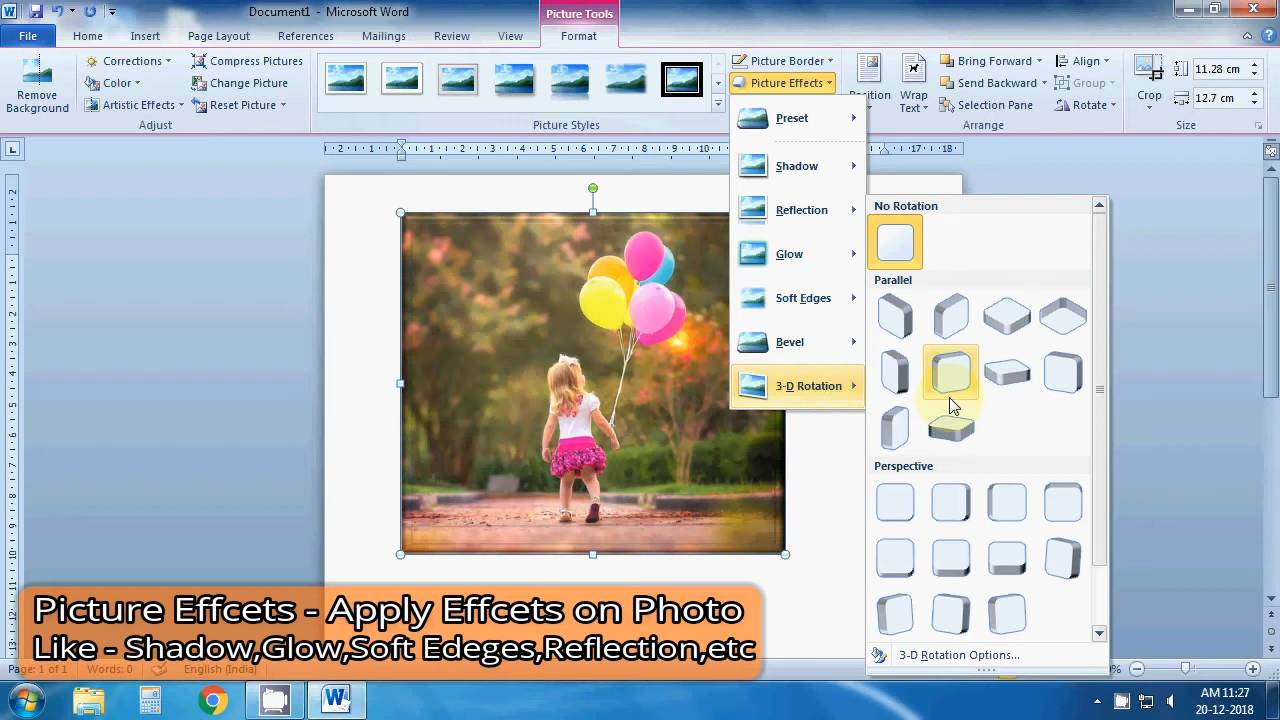 Document1 - Microsoft Word
Picture Tools
File Home Insert Page Layout References Mailings Review View Format
Remove Background
Corrections
Color
Artistic Effects
Compress Pictures
Change Picture
Reset Picture
Adjust
Picture Styles
Picture Border
Picture Effects
Position
Wrap Text
Bring Forward
Send Backward
Selection Pane
Align
Group
Rotate
Arrange
Crop
11.28 cm
12.7 cm
Size
Preset
Shadow
Reflection
Glow
Soft Edges
Bevel
3-D Rotation
No Rotation
Parallel
Perspective
3-D Rotation Options...
Picture Effcets - Apply Effcets on Photo
Like - Shadow,Glow,Soft Edeges,Reflection,etc
Page: 1 of 1 Words: 0 English (India)
AM 11:27
20-12-2018